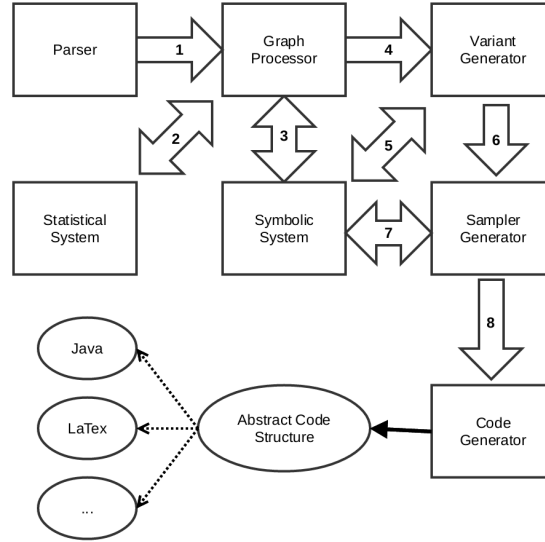 Parser
1
Graph
Processor
4
Variant
Generator
2
3
5
6
Statistical
System
Symbolic
System
7
Sampler
Generator
8
Java
LaTex
...
Abstract Code
Structure
Code
Generator